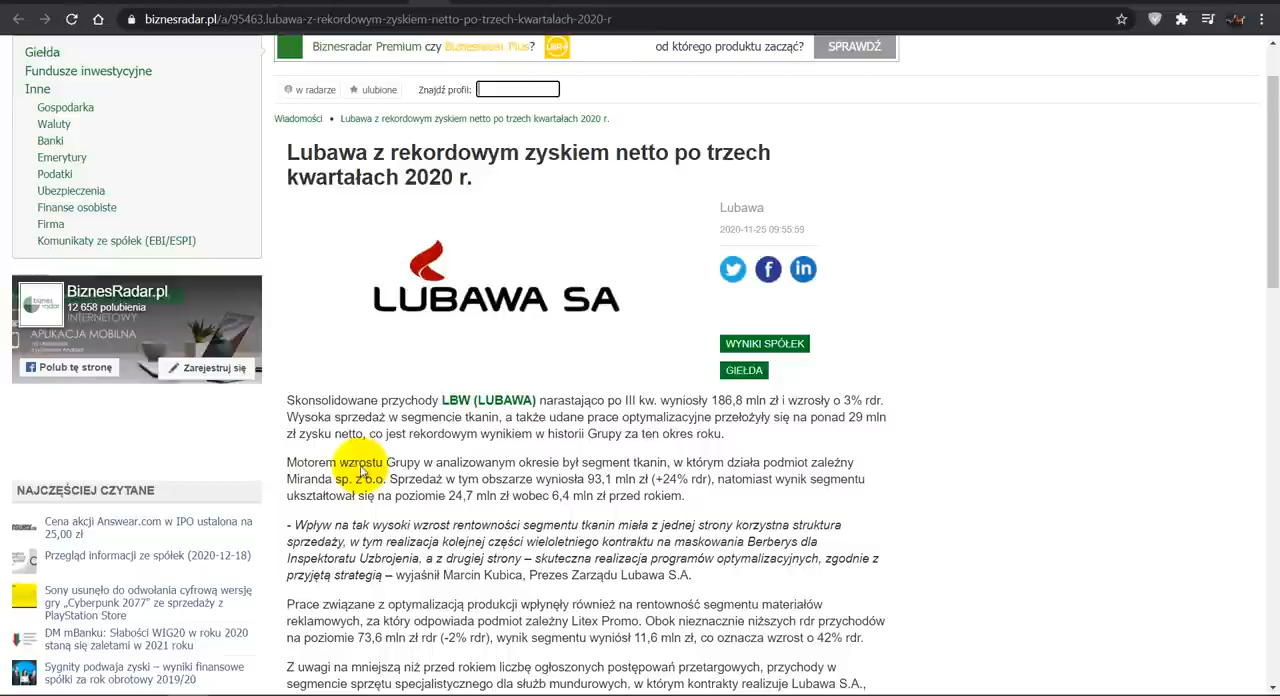 biznesradar.pl/a/95463.lubawa-z-rekordowym-zyskiem-netto-po-trzech-kwartalach-2020-r
Giełda
Fundusze inwestycyjne
Inne
Gospodarka
Waluty
Banki
Emerytury
Podatki
Ubezpieczenia
Finanse osobiste
Firma
Komunikaty ze spółek (EBI/ESPI)
BiznesRadar.pl
12 658 polubienia
INTERNETOWY
APLIKACJA MOBILNA
Polub tę stronę
Zarejestruj się
NAJCZĘŚCIEJ CZYTANE
Cena akcji Answear.com w IPO ustalona na
25,00 zł
Przegląd informacji ze spółek (2020-12-18)
Sony usunęło do odwołania cyfrową wersję
gry „Cyberpunk 2077" ze sprzedaży z
PlayStation Store
DM mBanku: Słabości WIG20 w roku 2020
staną się zaletami w 2021 roku
Sygnity podwaja zyski – wyniki finansowe
spółki za rok obrotowy 2019/20
Biznesradar Premium czy Biznesradar Plus?
od którego produktu zacząć?
SPRAWDŹ
w radarze
ulubione
Znajdź profil:
Wiadomości • Lubawa z rekordowym zyskiem netto po trzech kwartałach 2020 r.
Lubawa z rekordowym zyskiem netto po trzech
kwartałach 2020 r.
LUBAWA SA
Lubawa
2020-11-25 09:55:59
WYNIKI SPÓŁEK
GIEŁDA
Skonsolidowane przychody LBW (LUBAWA) narastająco po III kw. wyniosły 186,8 mln zł i wzrosły o 3% rdr.
Wysoka sprzedaż w segmencie tkanin, a także udane prace optymalizacyjne przełożyły się na ponad 29 mln
zł zysku netto, co jest rekordowym wynikiem w historii Grupy za ten okres roku.
Motorem wzrostu Grupy w analizowanym okresie był segment tkanin, w którym działa podmiot zależny
Miranda sp. z o.o. Sprzedaż w tym obszarze wyniosła 93,1 mln zł (+24% rdr), natomiast wynik segmentu
ukształtował się na poziomie 24,7 mln zł wobec 6,4 mln zł przed rokiem.
- Wpływ na tak wysoki wzrost rentowności segmentu tkanin miała z jednej strony korzystna struktura
sprzedaży, w tym realizacja kolejnej części wieloletniego kontraktu na maskowania Berberys dla
Inspektoratu Uzbrojenia, a z drugiej strony – skuteczna realizacja programów optymalizacyjnych, zgodnie z
przyjętą strategią – wyjaśnił Marcin Kubica, Prezes Zarządu Lubawa S.A.
Prace związane z optymalizacją produkcji wpłynęły również na rentowność segmentu materiałów
reklamowych, za który odpowiada podmiot zależny Litex Promo. Obok nieznacznie niższych rdr przychodów
na poziomie 73,6 mln zł rdr (-2% rdr), wynik segmentu wyniósł 11,6 mln zł, co oznacza wzrost o 42% rdr.
Z uwagi na mniejszą niż przed rokiem liczbę ogłoszonych postępowań przetargowych, przychody w
segmencie sprzętu specjalistycznego dla służb mundurowych, w którym kontrakty realizuje Lubawa S.A.,